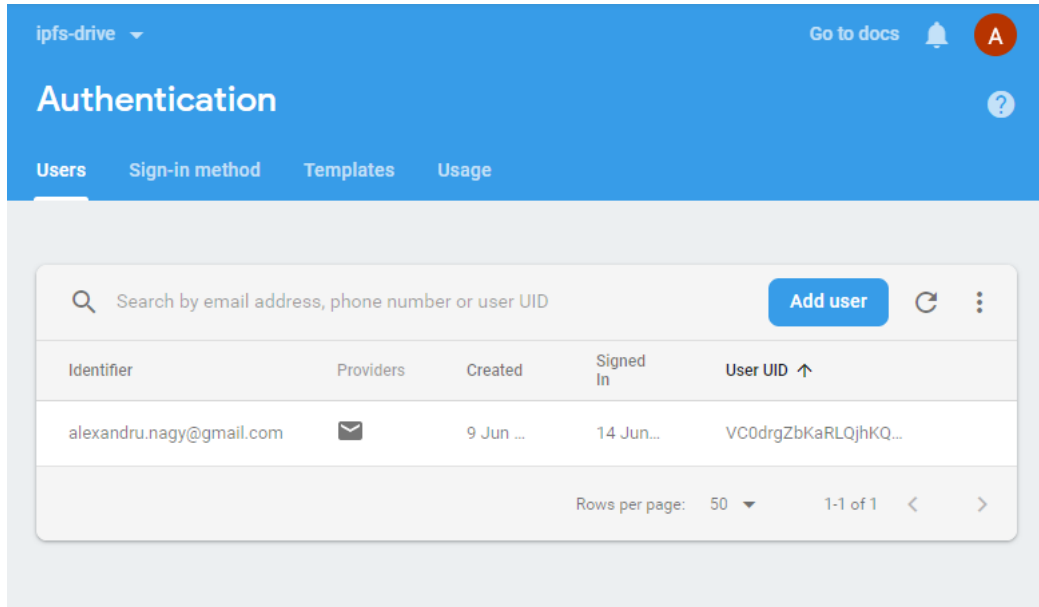 ipfs-drive Go to docs A
Authentication ?
Users Sign-in method Templates Usage
Search by email address, phone number or user UID Add user
Identifier Providers Created Signed In User UID
alexandru.nagy@gmail.com 9 Jun ... 14 Jun... VC0drgZbKaRLQjhKQ...
Rows per page: 50 1-1 of 1